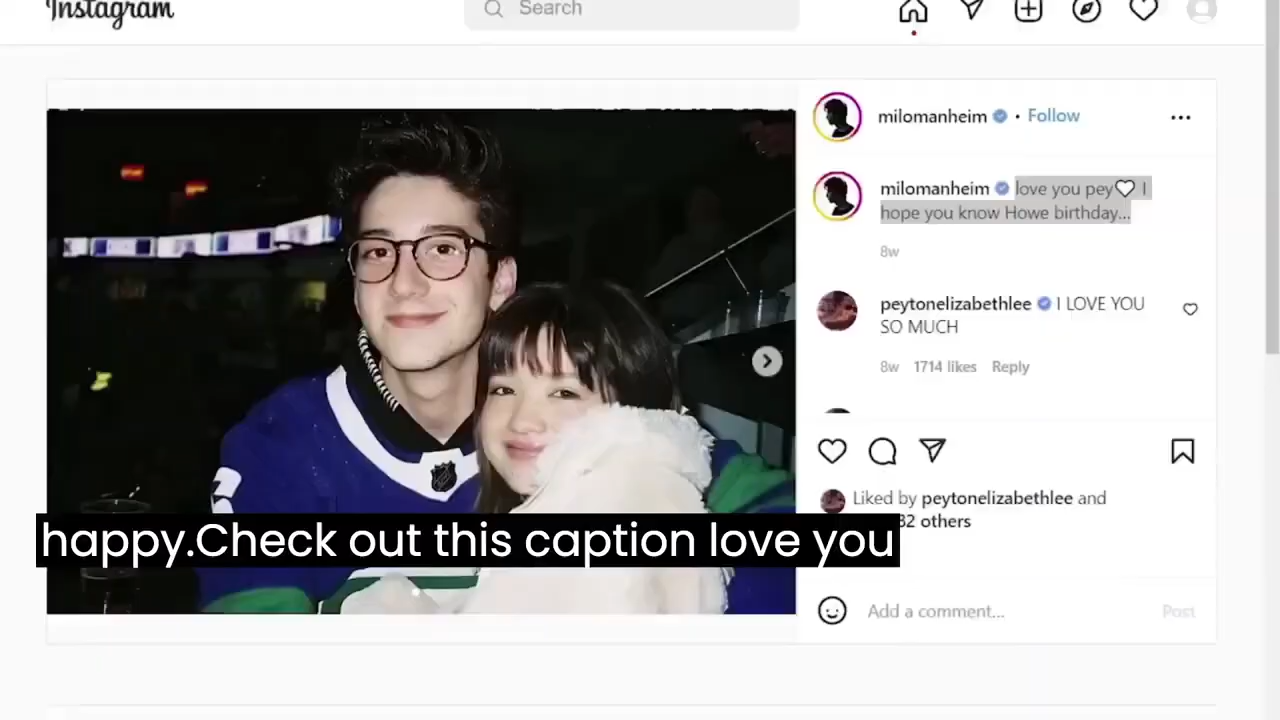 Instagram
Search
milomanheim • Follow
milomanheim love you pey🤍 I
hope you know Howe birthday...
8w
peytonelizabethlee I LOVE YOU
SO MUCH
8w 1714 likes Reply
Liked by peytonelizabethlee and
32 others
happy.Check out this caption love you
Add a comment...
Post